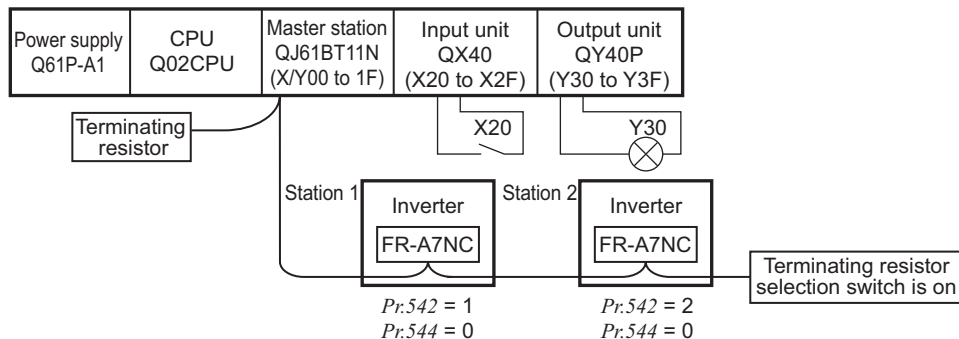 Power supply
Q61P-A1
CPU
Q02CPU
Master station
QJ61BT11N
(X/Y00 to 1F)
Input unit
QX40
(X20 to X2F)
Output unit
QY40P
(Y30 to Y3F)
Terminating
resistor
X20
Y30
Station 1
Inverter
FR-A7NC
Station 2
Inverter
FR-A7NC
Terminating resistor
selection switch is on
Pr.542 = 1
Pr.544 = 0
Pr.542 = 2
Pr.544 = 0